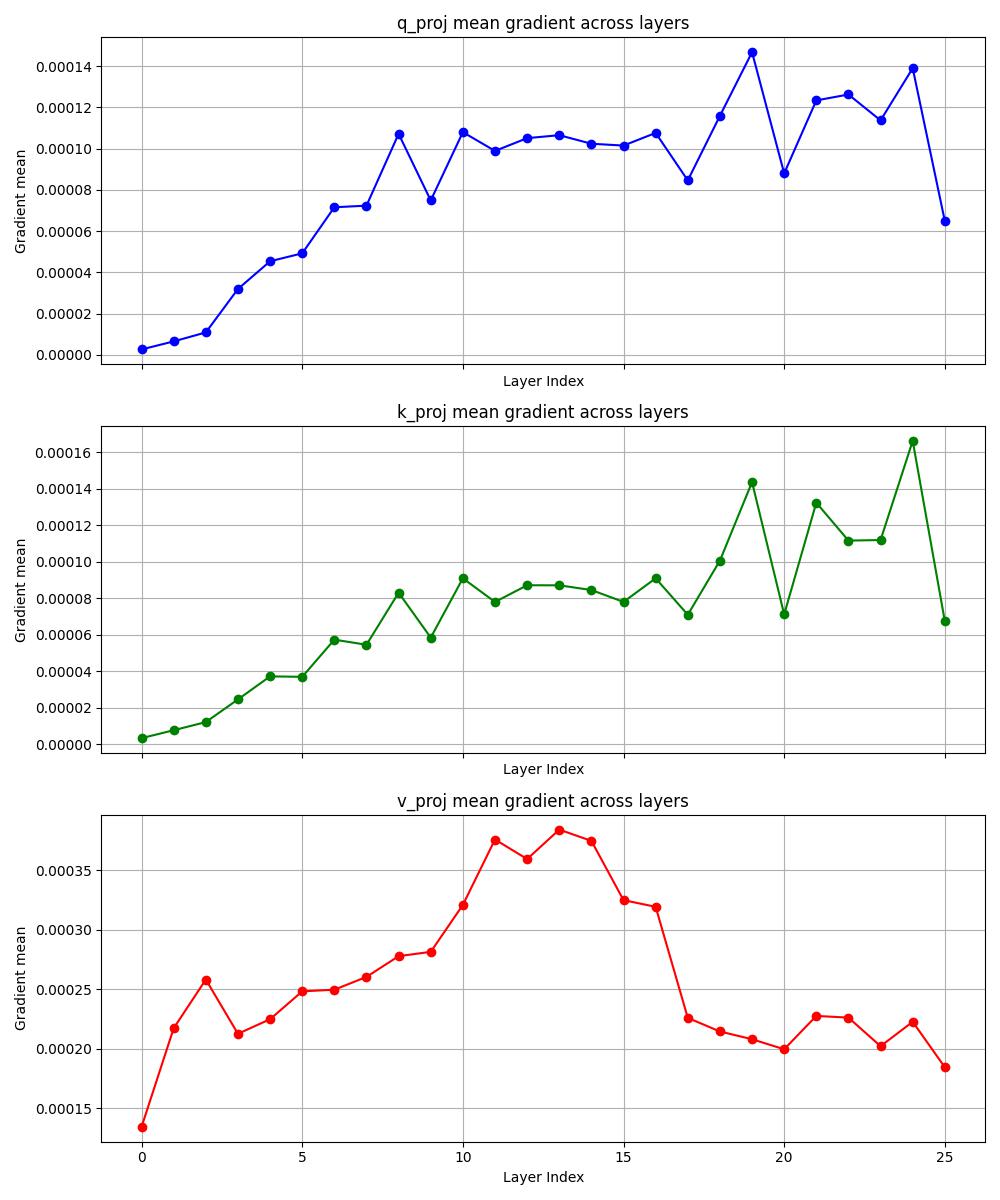 q_proj mean gradient across layers
0.00014
0.00012
0.00010
0.00008
0.00006
0.00004
0.00002
0.00000
Gradient mean
Layer Index
k_proj mean gradient across layers
0.00016
0.00014
0.00012
0.00010
0.00008
0.00006
0.00004
0.00002
0.00000
Gradient mean
Layer Index
v_proj mean gradient across layers
0.00035
0.00030
0.00025
0.00020
0.00015
Gradient mean
0 5 10 15 20 25
Layer Index